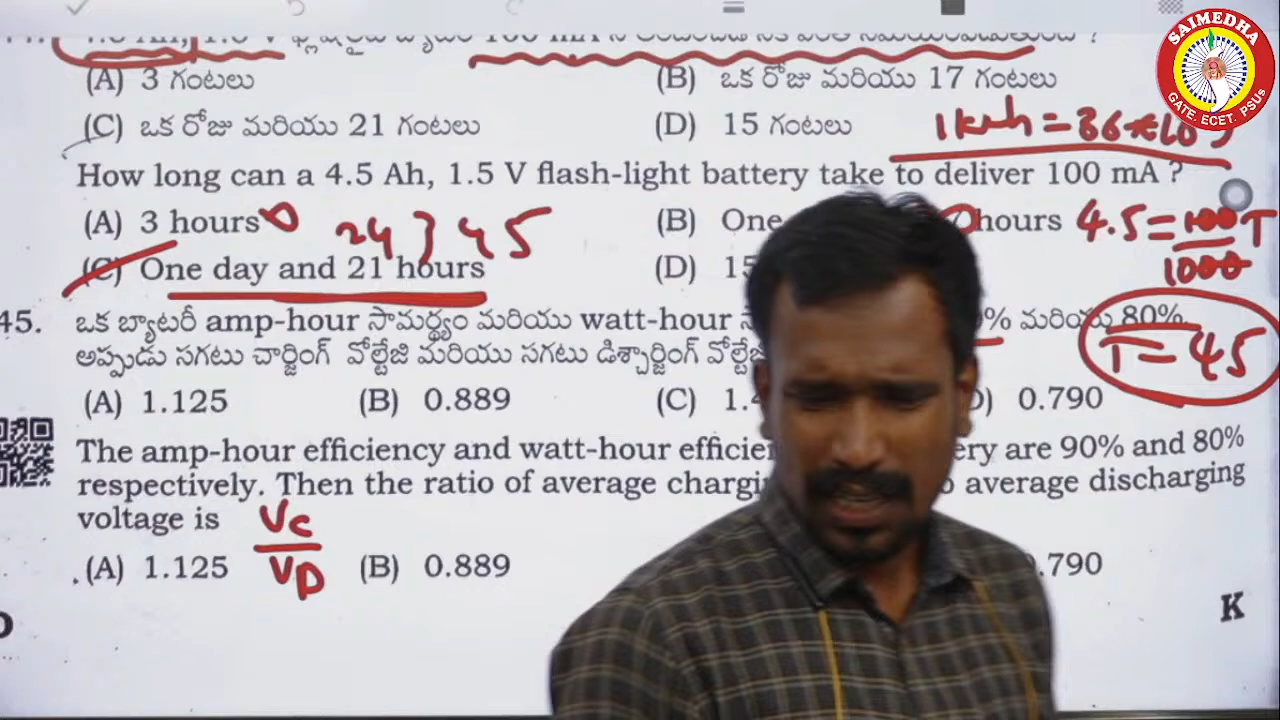 (A) 3 గంటలు (B) ఒక రోజు మరియు 17 గంటలు
(C) ఒక రోజు మరియు 21 గంటలు (D) 15 గంటలు
1 kwh = 36 × 10
How long can a 4.5 Ah, 1.5 V flash-light battery take to deliver 100 mA ?
(A) 3 hours (B) One hours
24 } 45
4.5 = 100 T
1000
(C) One day and 21 hours (D) 15
45. ఒక బ్యాటరీ amp-hour సామర్థ్యం మరియు watt-hour % మరియు 80%
అప్పుడు సగటు ఛార్జింగ్ వోల్టేజి మరియు సగటు డిశ్చార్జింగ్
T = 45
(A) 1.125 (B) 0.889 (C) 1. D) 0.790
The amp-hour efficiency and watt-hour ery are 90% and 80%
respectively. Then the ratio of average average discharging
voltage is
Vc
VD
(A) 1.125 (B) 0.889 .790
K
SAIMEDHA
GATE. ECET. PSUs